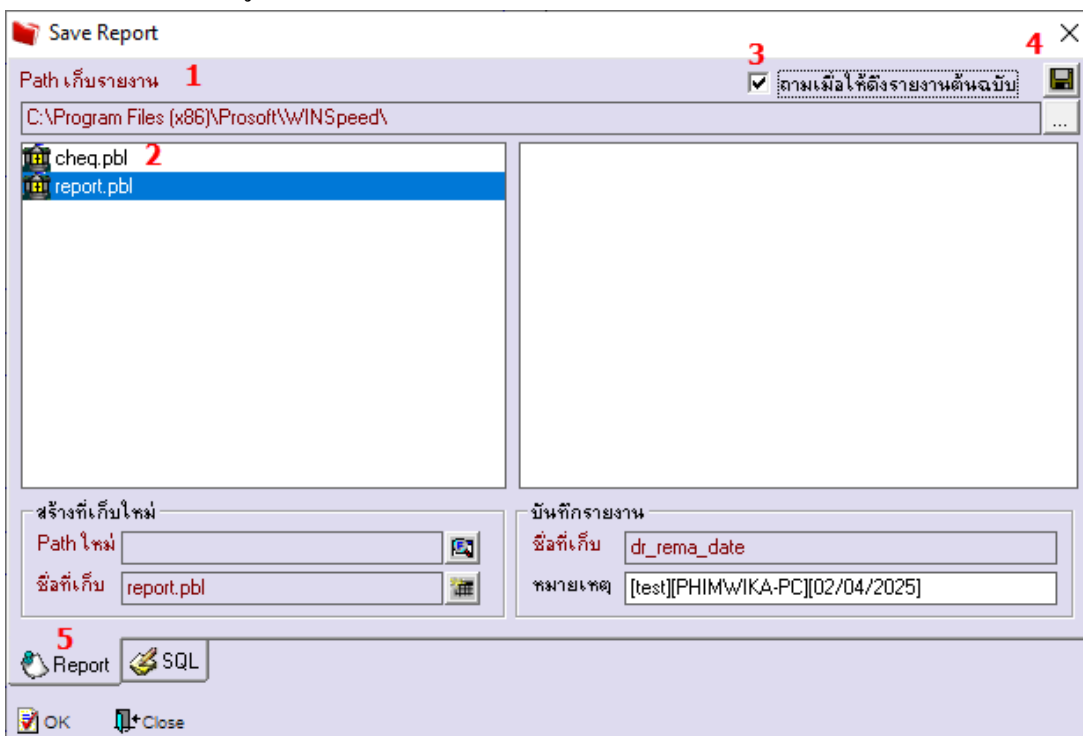 Save Report
4
3
Path เก็บรายงาน 1
ถามเมื่อให้ดึงรายงานต้นฉบับ
C:\Program Files (x86)\Prosoft\WINSpeed\
...
cheq.pbl 2
report.pbl
สร้างที่เก็บใหม่
Path ใหม่
ชื่อที่เก็บ report.pbl
บันทึกรายงาน
ชื่อที่เก็บ dr_rema_date
หมายเหตุ [test][PHIMWIKA-PC][02/04/2025]
5
Report SQL
OK Close